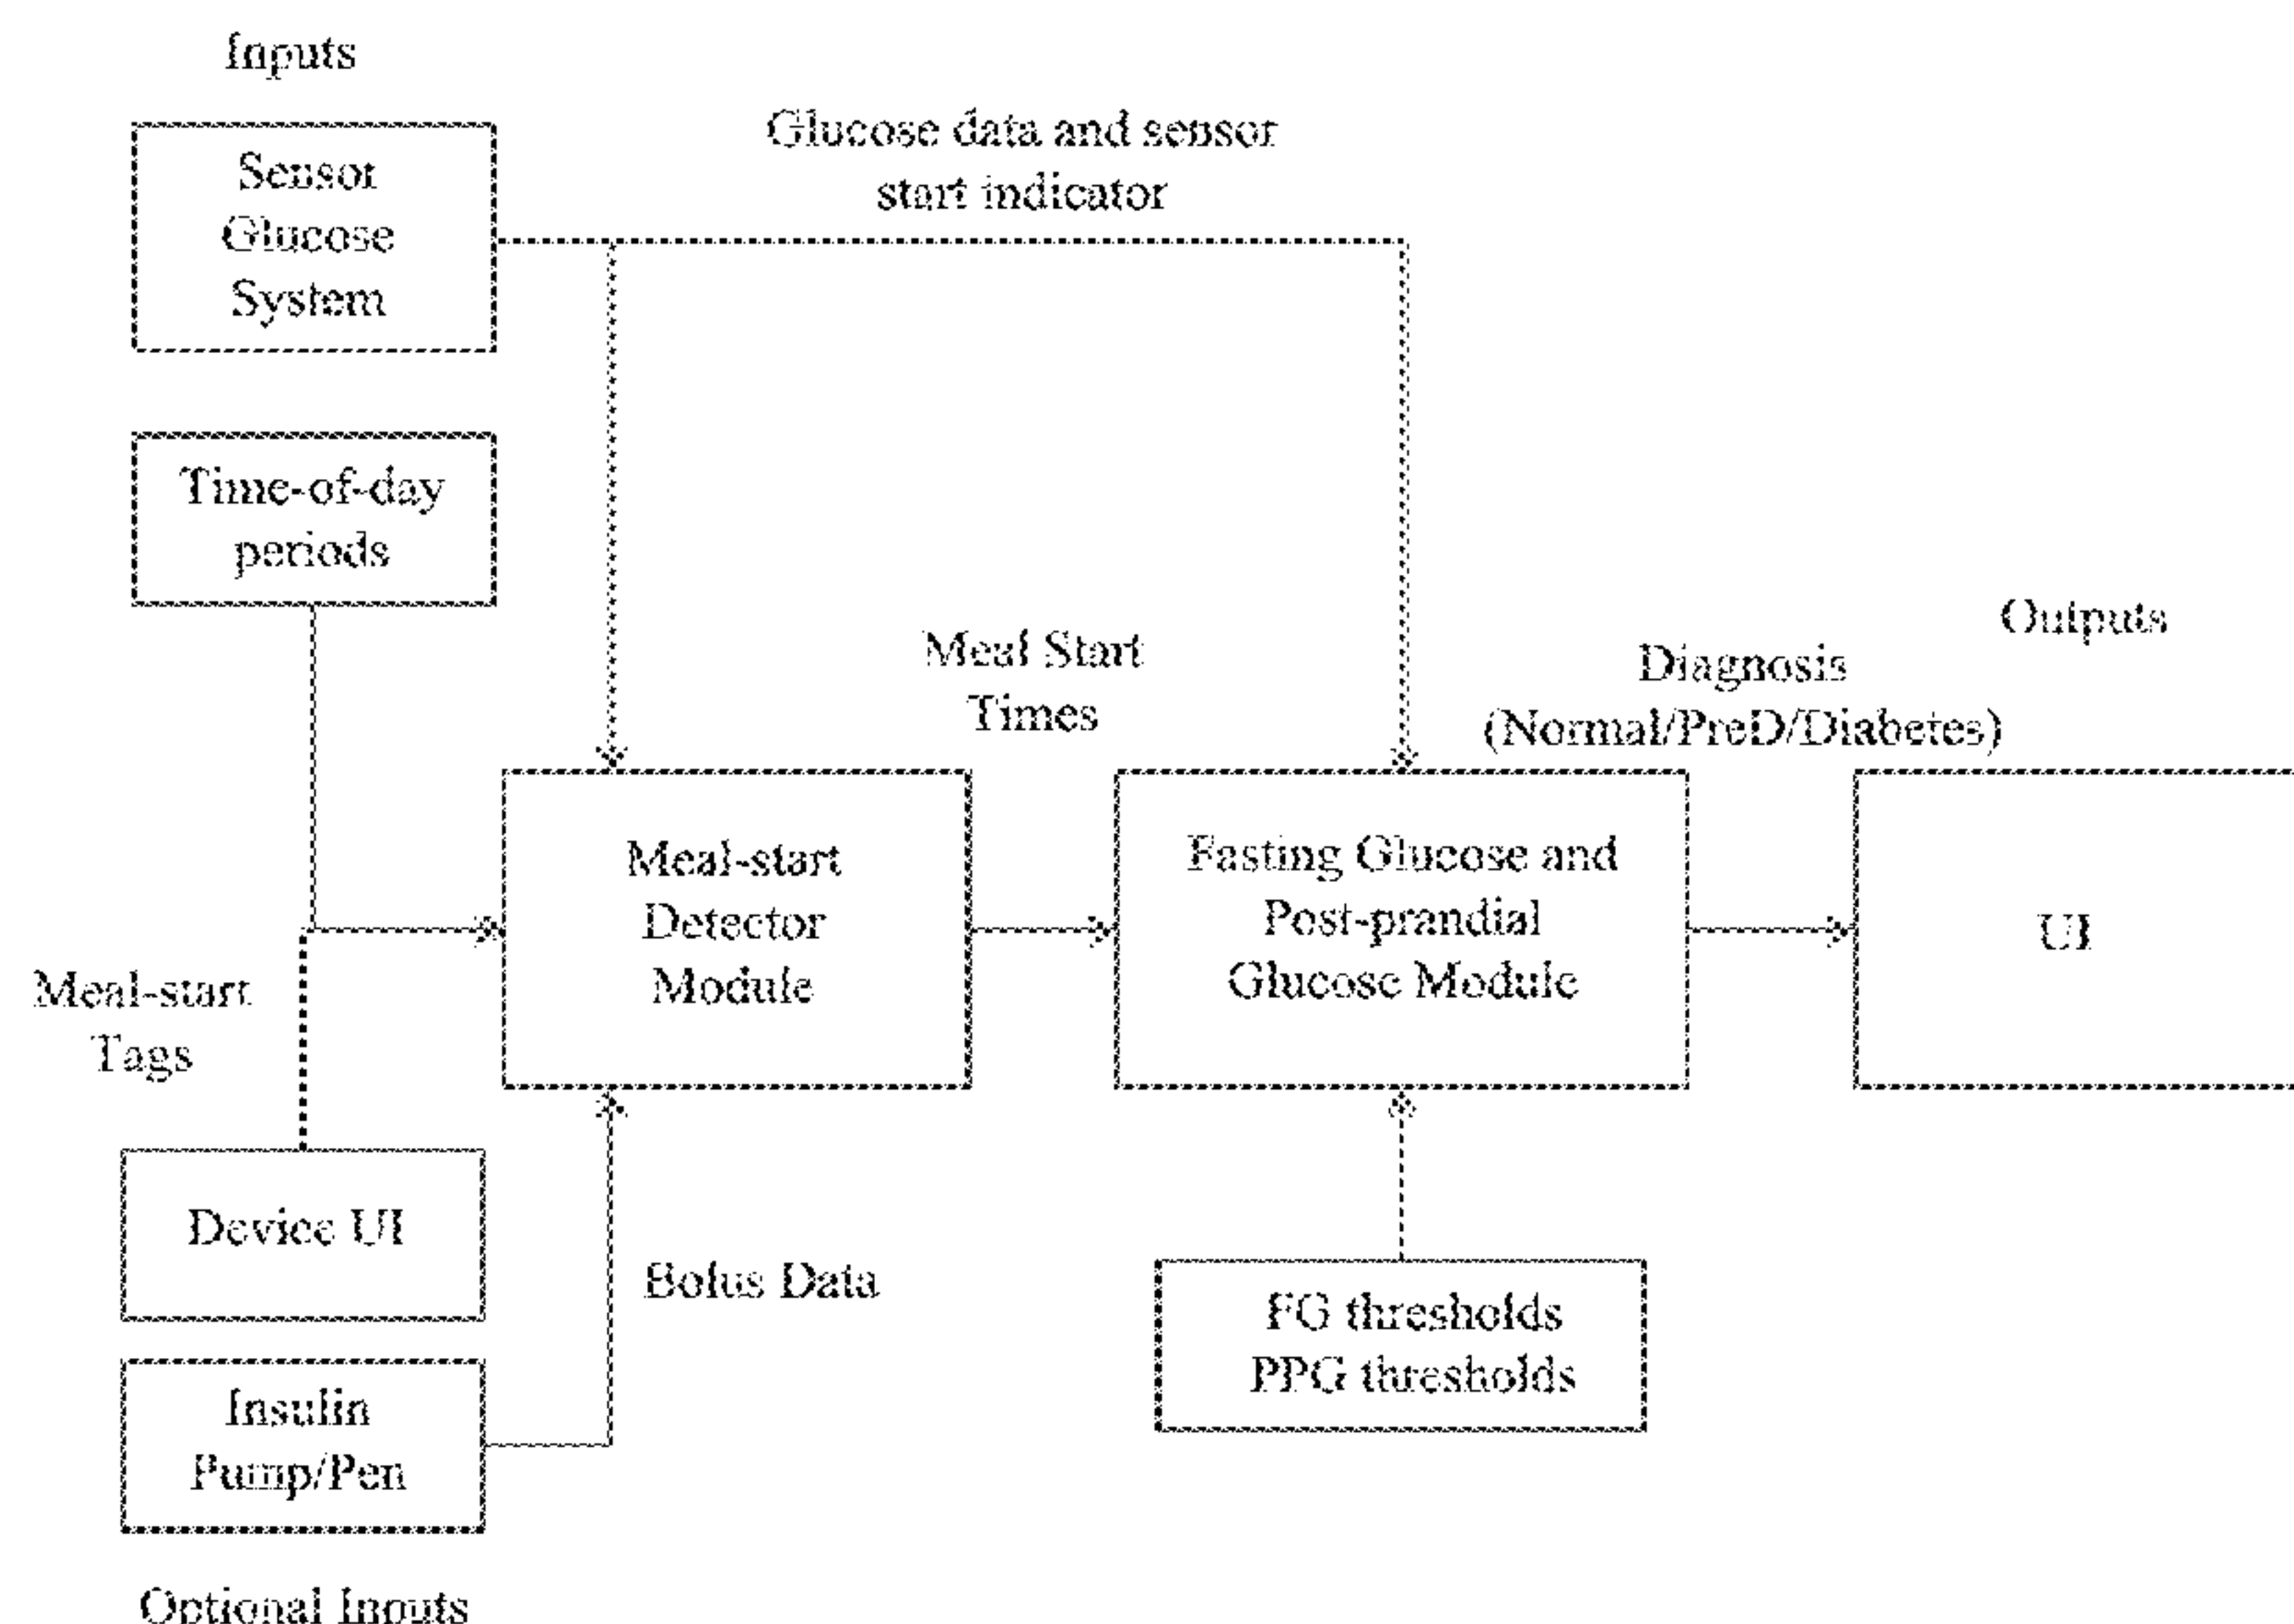 Inputs
Sensor
Glucose
System
Glucose data and sensor
start indicator
Time-of-day
periods
Meal Start
Times
Outputs
Diagnosis
(Normal/PreD/Diabetes)
Meal-start
Detector
Module
Fasting Glucose and
Post-prandial
Glucose Module
UI
Meal-start
Tags
Device UI
Bolus Data
FG thresholds
PPG thresholds
Insulin
Pump/Pen
Optional Inputs